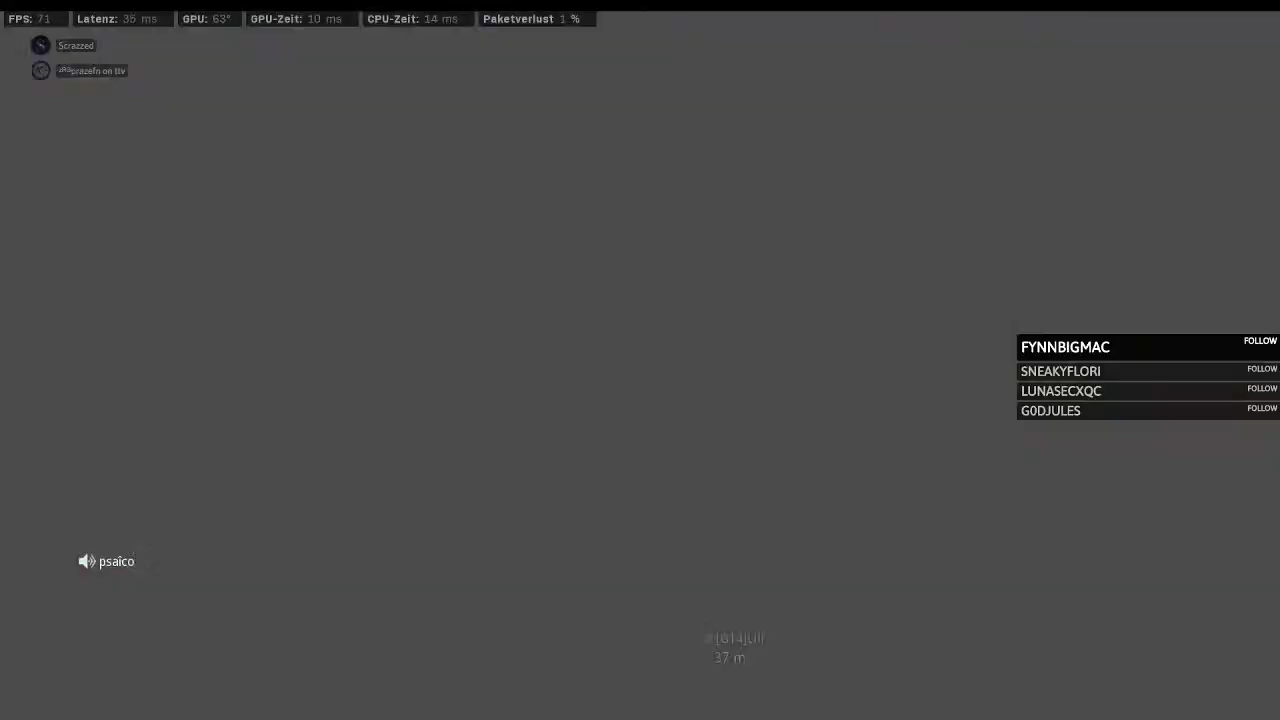 FPS: 71 Latenz: 35 ms GPU: 63° GPU-Zeit: 10 ms CPU-Zeit: 14 ms Paketverlust 1 %
Scrazzed
prazefn on ttv
FYNNBIGMAC FOLLOW
SNEAKYFLORI FOLLOW
LUNASECXQC FOLLOW
G0DJULES FOLLOW
psaîco
37 m